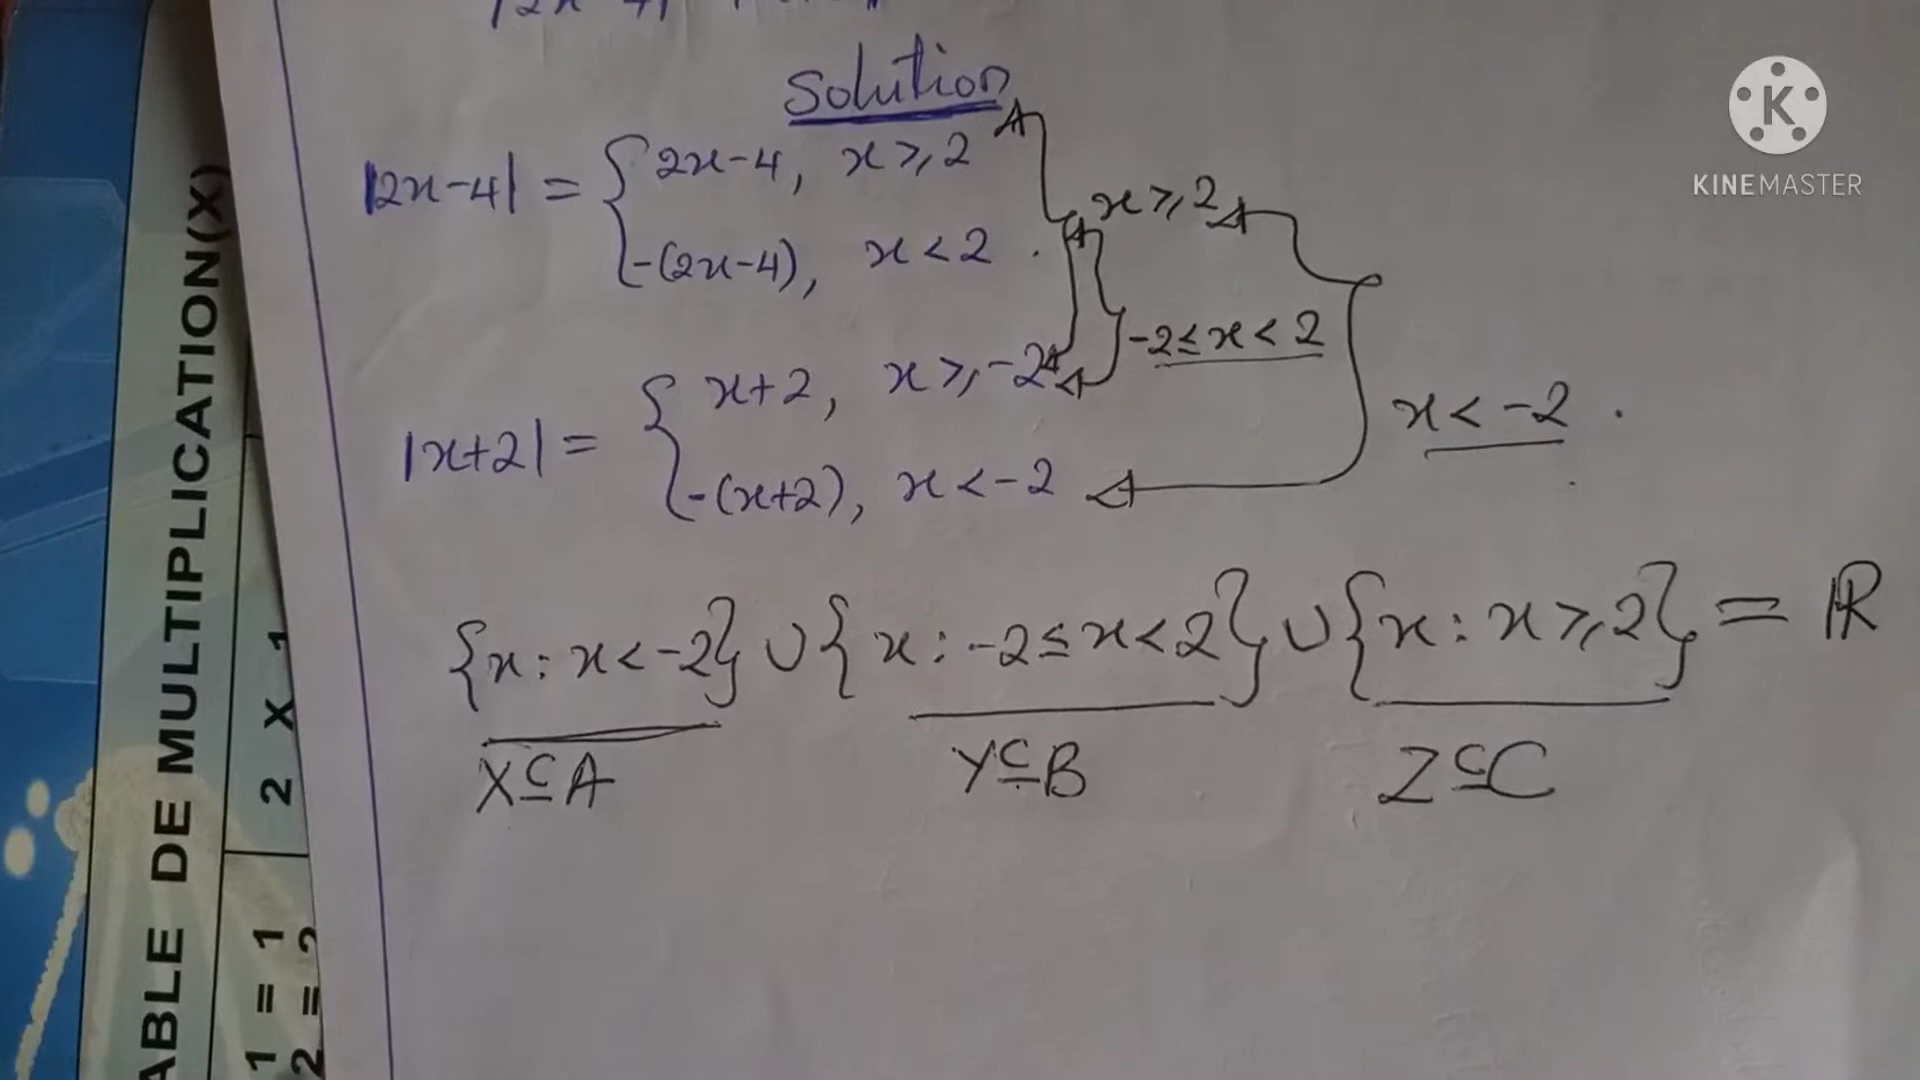 Solution
|2x-4| = { 2x-4, x ≥ 2
-(2x-4), x < 2 .
x ≥ 2
-2 ≤ x < 2
|x+2| = { x+2, x ≥ -2
-(x+2), x < -2
x < -2 .
{x : x < -2} ∪ {x : -2 ≤ x < 2} ∪ {x : x ≥ 2} = ℝ
X ⊆ A Y ⊆ B Z ⊆ C
ABLE DE MULTIPLICATION(X)
2 X 1
1 = 1
2 = 2
K
KINEMASTER